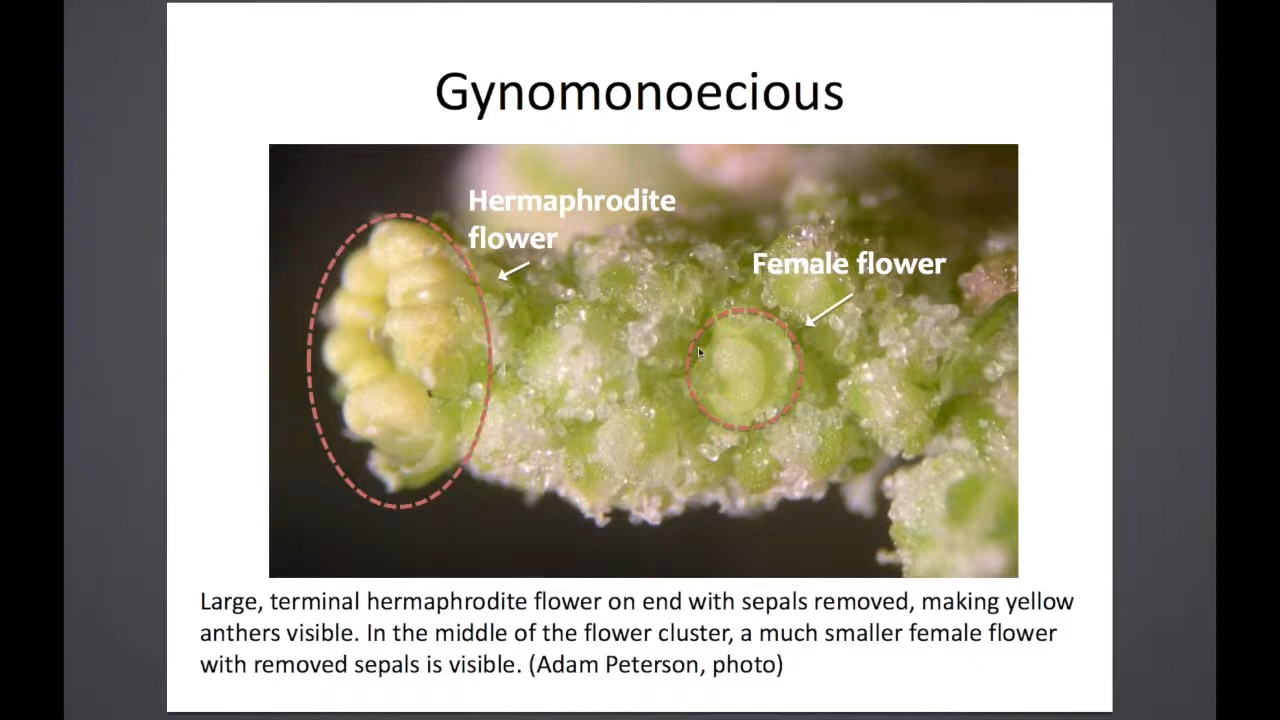 Gynomonoecious
Hermaphrodite
flower
Female flower
Large, terminal hermaphrodite flower on end with sepals removed, making yellow
anthers visible. In the middle of the flower cluster, a much smaller female flower
with removed sepals is visible. (Adam Peterson, photo)